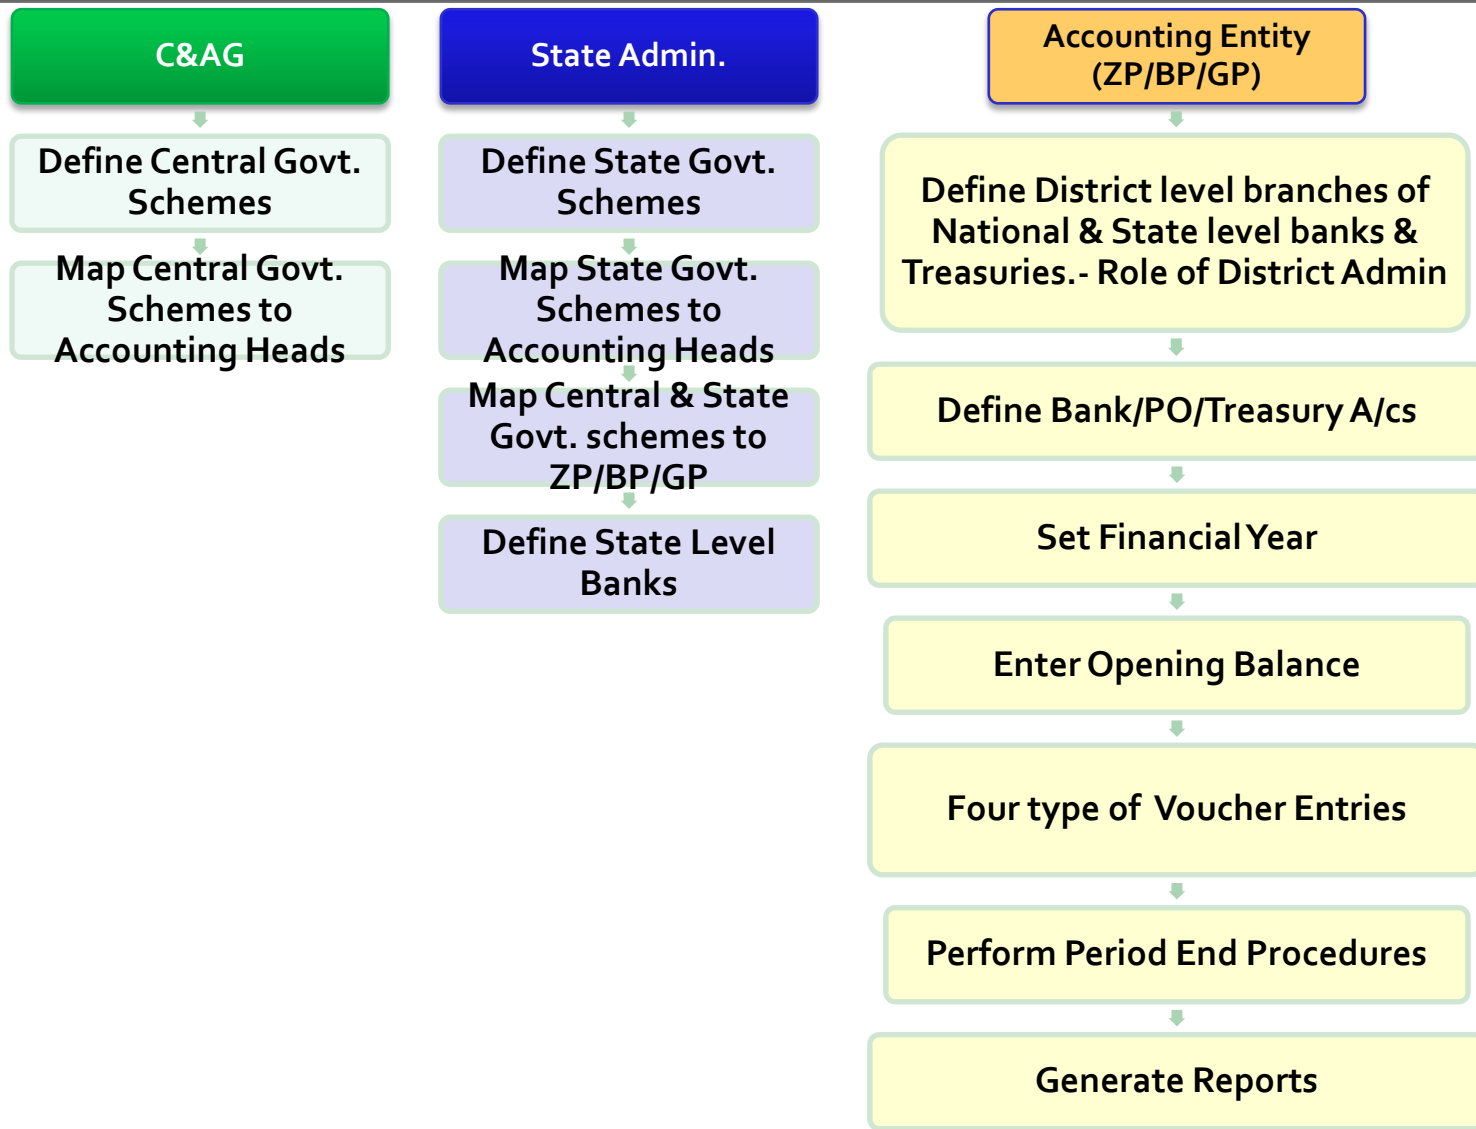 C&AG
Define Central Govt.
Schemes
Map Central Govt.
Schemes to
Accounting Heads
State Admin.
Define State Govt.
Schemes
Map State Govt.
Schemes to
Accounting Heads
Map Central & State
Govt. schemes to
ZP/BP/GP
Define State Level
Banks
Accounting Entity
(ZP/BP/GP)
Define District level branches of
National & State level banks &
Treasuries.- Role of District Admin
Define Bank/PO/Treasury A/cs
Set Financial Year
Enter Opening Balance
Four type of Voucher Entries
Perform Period End Procedures
Generate Reports